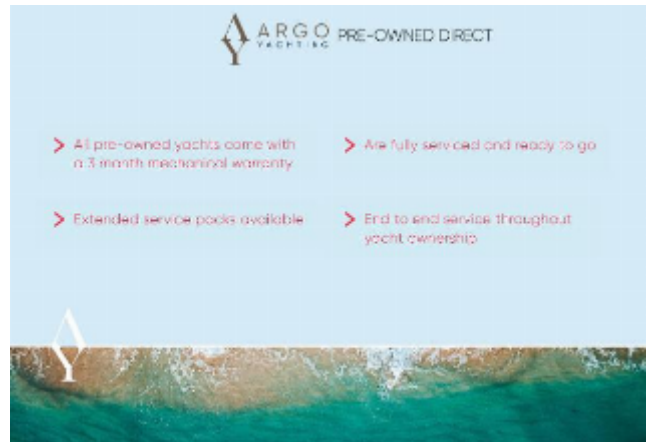 ARGO
YACHTING
PRE-OWNED DIRECT
All pre-owned yachts come with
a 3 month mechanical warranty
Are fully serviced and ready to go
Extended service packs available
End to end service throughout
yacht ownership